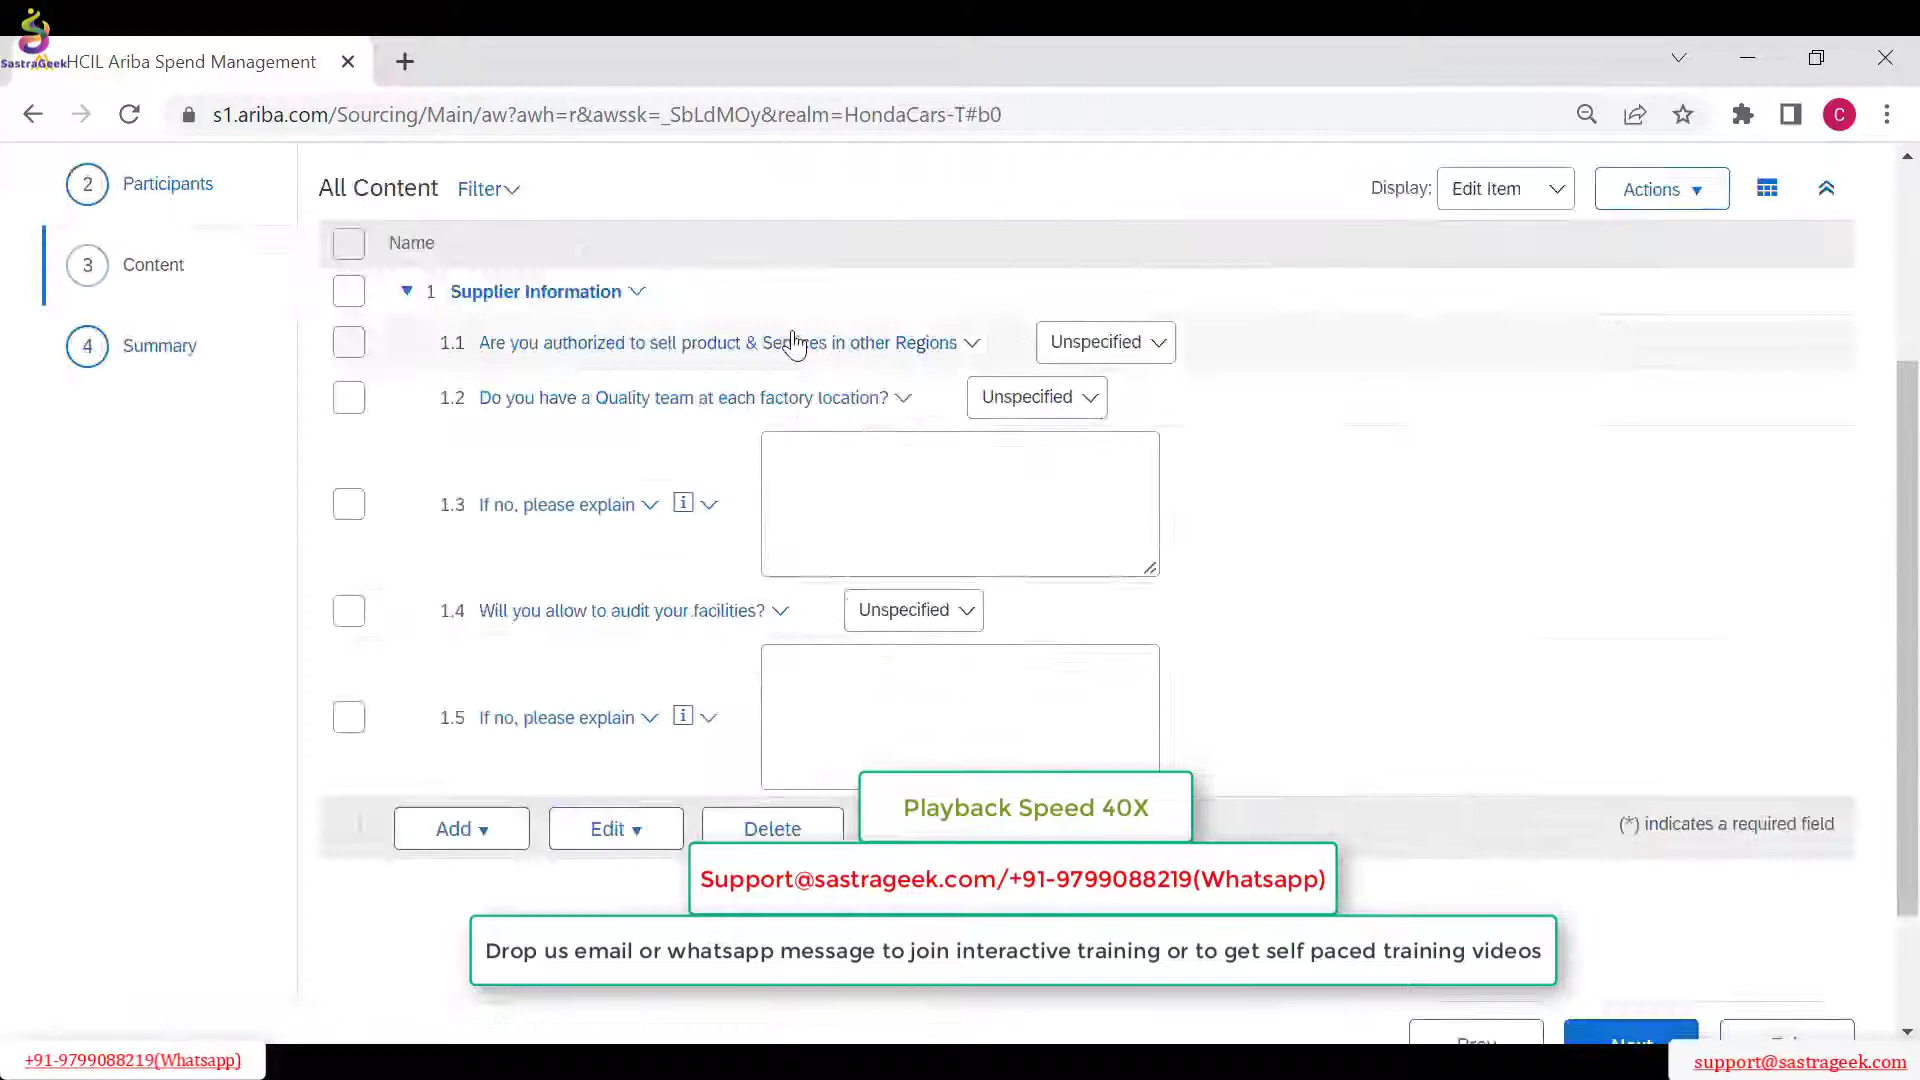 SastraGeek
HCIL Ariba Spend Management
s1.ariba.com/Sourcing/Main/aw?awh=r&awssk=_SbLdMOy&realm=HondaCars-T#b0
C
2 Participants
3 Content
4 Summary
All Content Filter
Display: Edit Item Actions
Name
1 Supplier Information
1.1 Are you authorized to sell product & Services in other Regions Unspecified
1.2 Do you have a Quality team at each factory location? Unspecified
1.3 If no, please explain i
1.4 Will you allow to audit your facilities? Unspecified
1.5 If no, please explain i
Add Edit Delete
(*) indicates a required field
Playback Speed 40X
Support@sastrageek.com/+91-9799088219(Whatsapp)
Drop us email or whatsapp message to join interactive training or to get self paced training videos
Prev Next
+91-9799088219(Whatsapp)
support@sastrageek.com